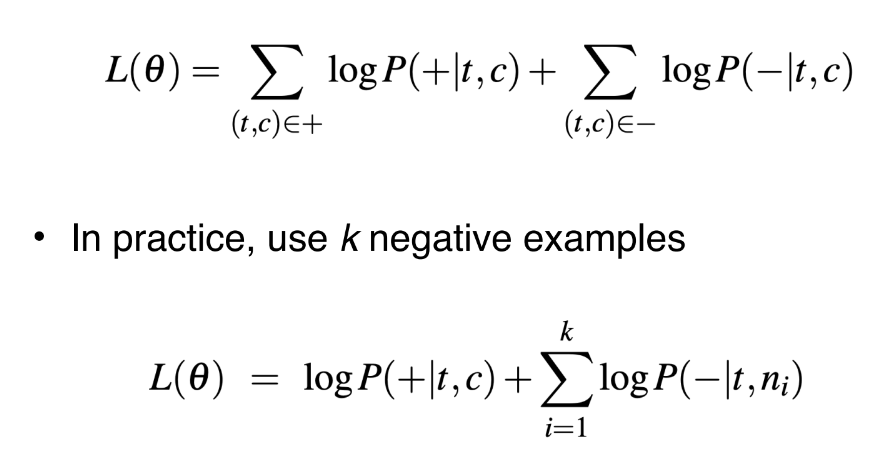 L(θ) = ∑_{(t,c)∈+} log P(+|t,c) + ∑_{(t,c)∈−} log P(−|t,c)
• In practice, use k negative examples
L(θ) = log P(+|t,c) + ∑_{i=1}^{k} log P(−|t,n_i)